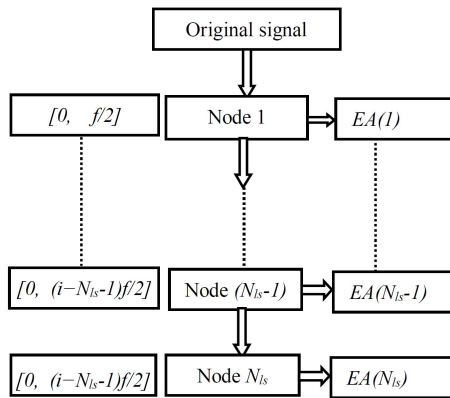 Original signal
[0, f/2] Node 1 EA(1)
[0, (i−Nls-1)f/2] Node (Nls-1) EA(Nls-1)
[0, (i−Nls-1)f/2] Node Nls EA(Nls)